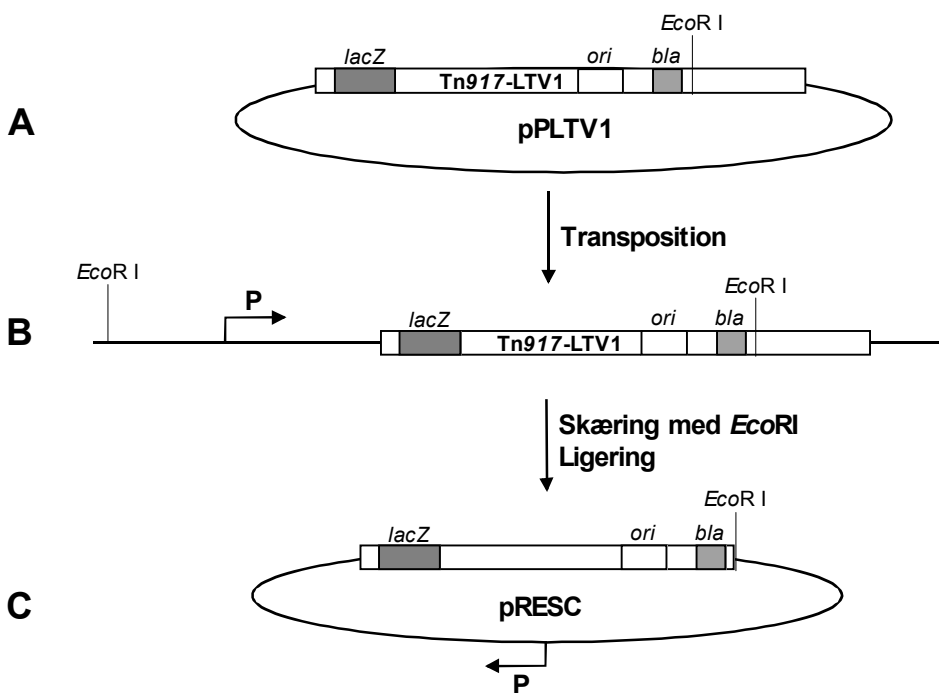 EcoR I
lacZ
ori
bla
Tn917-LTV1
A
pPLTV1
Transposition
EcoR I
P
EcoR I
lacZ
ori
bla
B
Tn917-LTV1
Skæring med EcoRI
Ligering
EcoR I
lacZ
ori
bla
C
pRESC
P